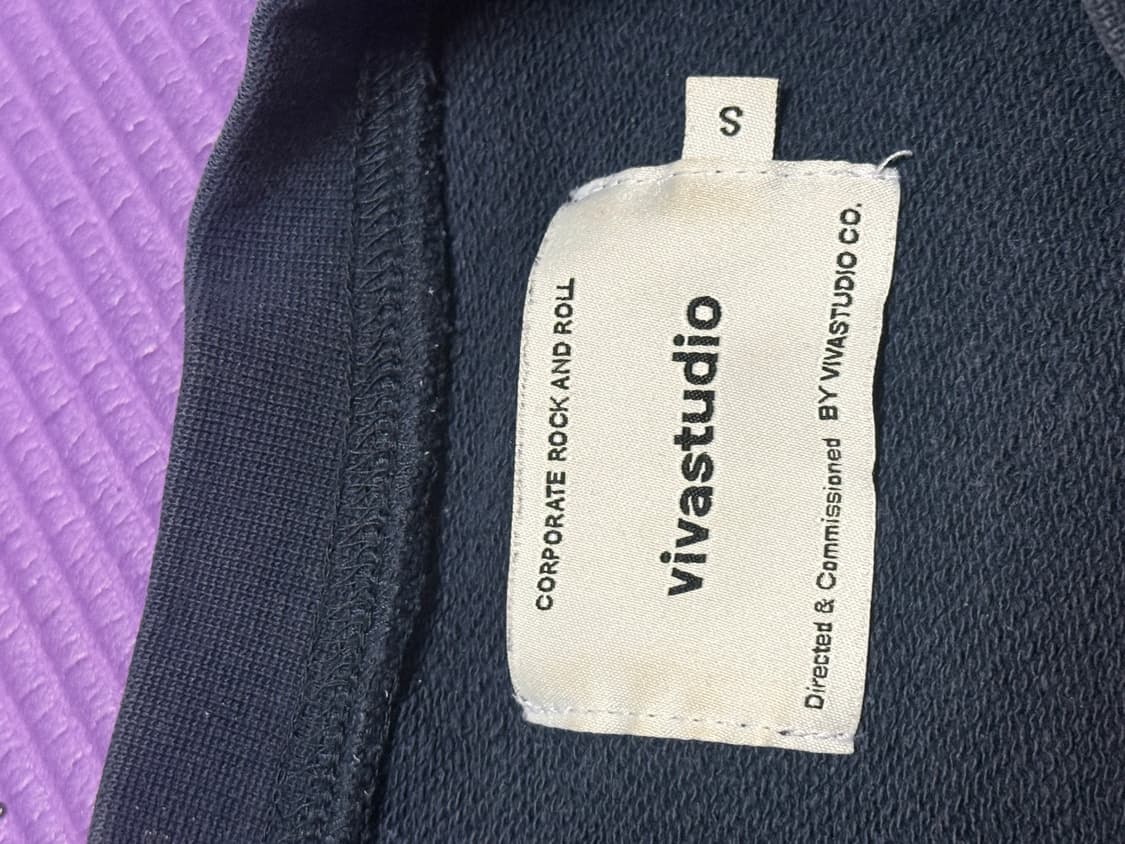 CORPORATE ROCK AND ROLL
vivastudio
Directed & Commissioned BY VIVASTUDIO CO.
S